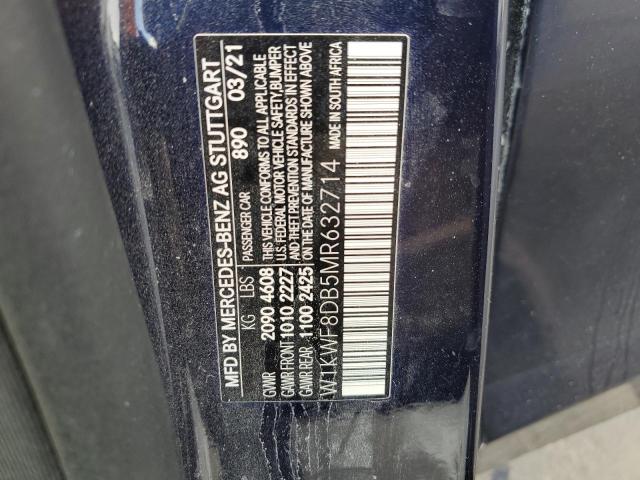 MFD BY MERCEDES-BENZ AG STUTTGART
PASSENGER CAR 890 03/21
KG LBS
GVWR 2090 4608
GAWR FRONT 1010 2227
GAWR REAR 1100 2425
THIS VEHICLE CONFORMS TO ALL APPLICABLE
U.S. FEDERAL MOTOR VEHICLE SAFETY, BUMPER
AND THEFT PREVENTION STANDARDS IN EFFECT
ON THE DATE OF MANUFACTURE SHOWN ABOVE
W1KWF8DB5MR632714
MADE IN SOUTH AFRICA